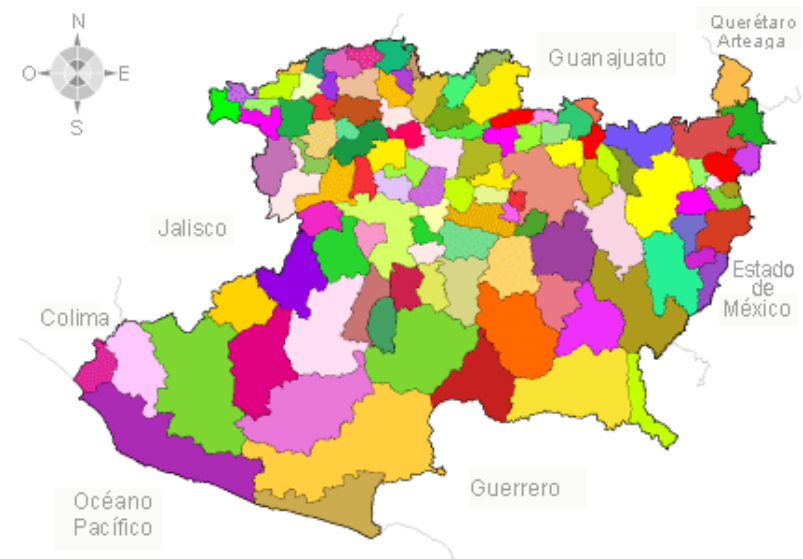 N
O
E
S
Querétaro
Arteaga
Guanajuato
Jalisco
Estado
de
México
Colima
Guerrero
Océano
Pacífico